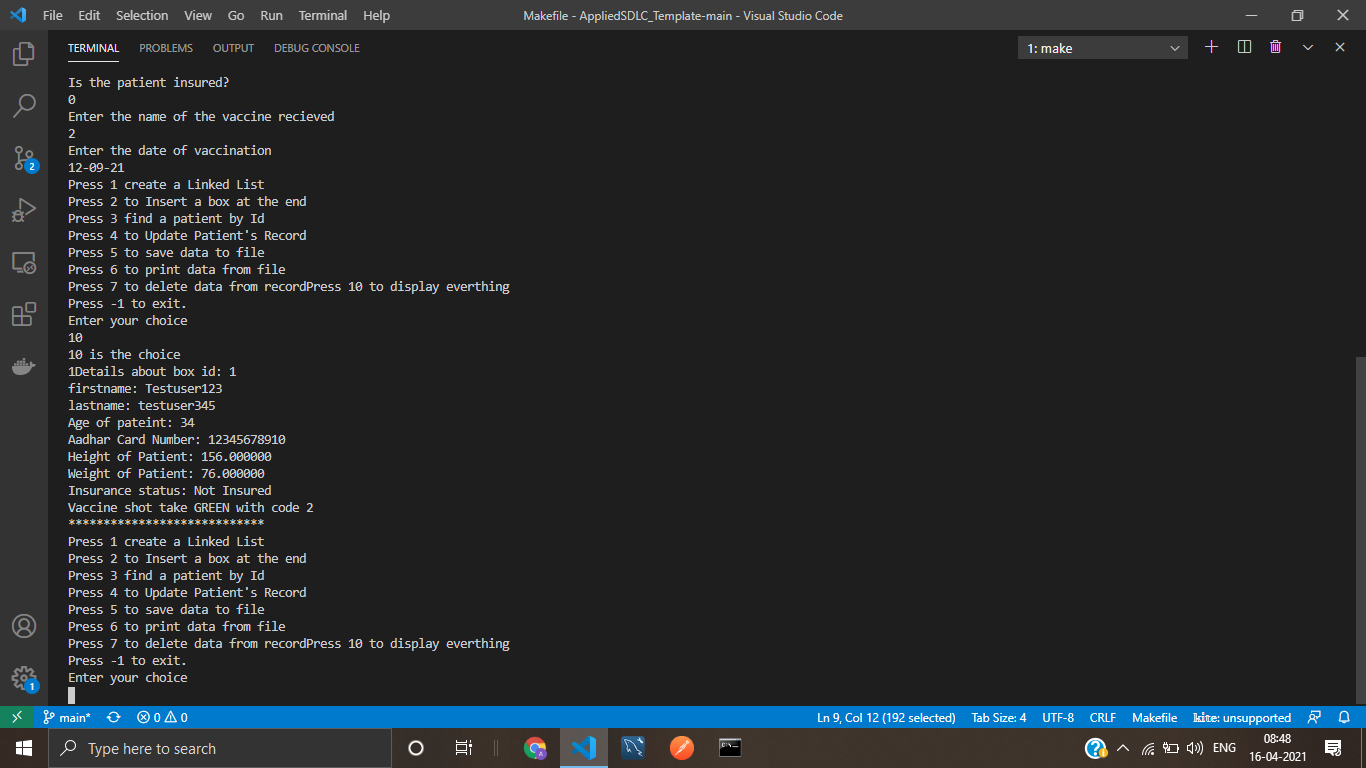 File Edit Selection View Go Run Terminal Help
Makefile - AppliedSDLC_Template-main - Visual Studio Code
TERMINAL PROBLEMS OUTPUT DEBUG CONSOLE
1: make
Is the patient insured?
0
Enter the name of the vaccine recieved
2
Enter the date of vaccination
12-09-21
Press 1 create a Linked List
Press 2 to Insert a box at the end
Press 3 find a patient by Id
Press 4 to Update Patient's Record
Press 5 to save data to file
Press 6 to print data from file
Press 7 to delete data from recordPress 10 to display everthing
Press -1 to exit.
Enter your choice
10
10 is the choice
1Details about box id: 1
firstname: Testuser123
lastname: testuser345
Age of pateint: 34
Aadhar Card Number: 12345678910
Height of Patient: 156.000000
Weight of Patient: 76.000000
Insurance status: Not Insured
Vaccine shot take GREEN with code 2
****************************
Press 1 create a Linked List
Press 2 to Insert a box at the end
Press 3 find a patient by Id
Press 4 to Update Patient's Record
Press 5 to save data to file
Press 6 to print data from file
Press 7 to delete data from recordPress 10 to display everthing
Press -1 to exit.
Enter your choice
2
1
main* 0 0 Ln 9, Col 12 (192 selected) Tab Size: 4 UTF-8 CRLF Makefile kite: unsupported
Type here to search
ENG
08:48
16-04-2021